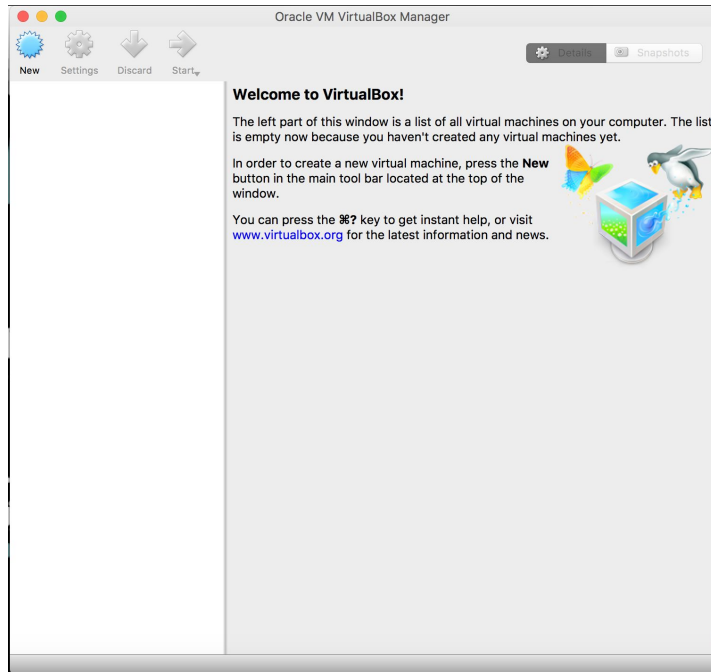 Oracle VM VirtualBox Manager
New Settings Discard Start
Details Snapshots
Welcome to VirtualBox!
The left part of this window is a list of all virtual machines on your computer. The list
is empty now because you haven't created any virtual machines yet.
In order to create a new virtual machine, press the New
button in the main tool bar located at the top of the
window.
You can press the ⌘? key to get instant help, or visit
www.virtualbox.org for the latest information and news.